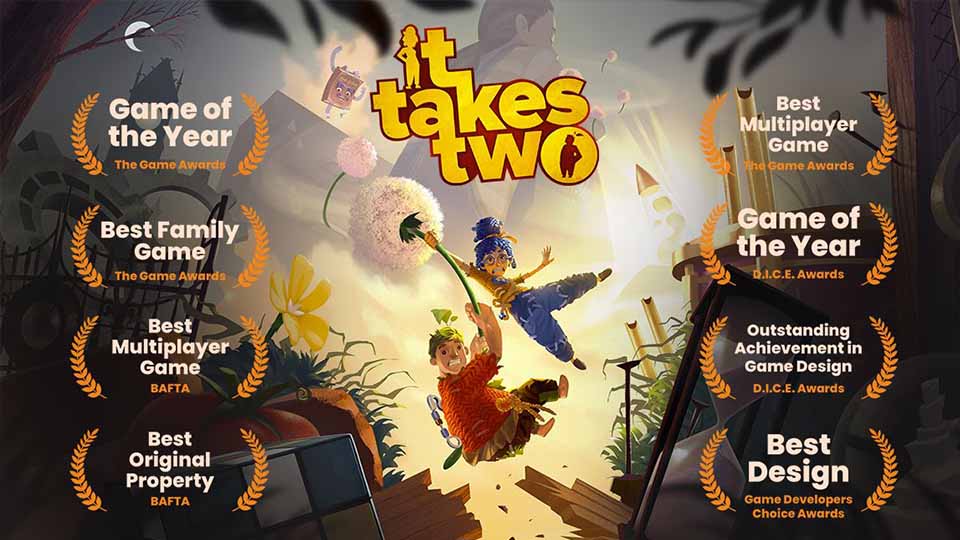 it
takes
two
Game of
the Year
The Game Awards
Best Family
Game
The Game Awards
Best
Multiplayer
Game
BAFTA
Best
Original
Property
BAFTA
Best
Multiplayer
Game
The Game Awards
Game of
the Year
D.I.C.E. Awards
Outstanding
Achievement in
Game Design
D.I.C.E. Awards
Best
Design
Game Developers
Choice Awards